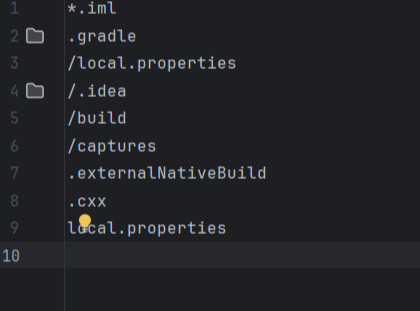 1 *.iml
2 .gradle
3 /local.properties
4 /.idea
5 /build
6 /captures
7 .externalNativeBuild
8 .cxx
9 local.properties
10